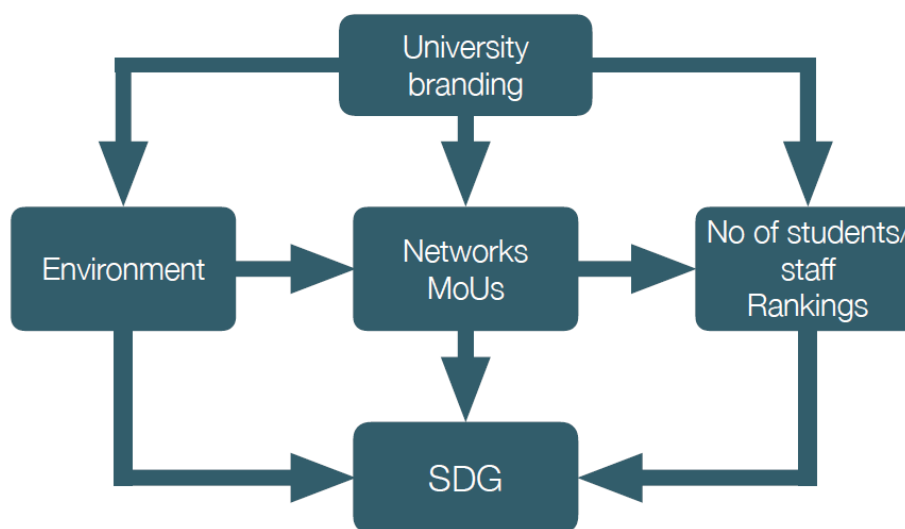 University
branding
Environment
Networks
MoUs
No of students/
staff
Rankings
SDG